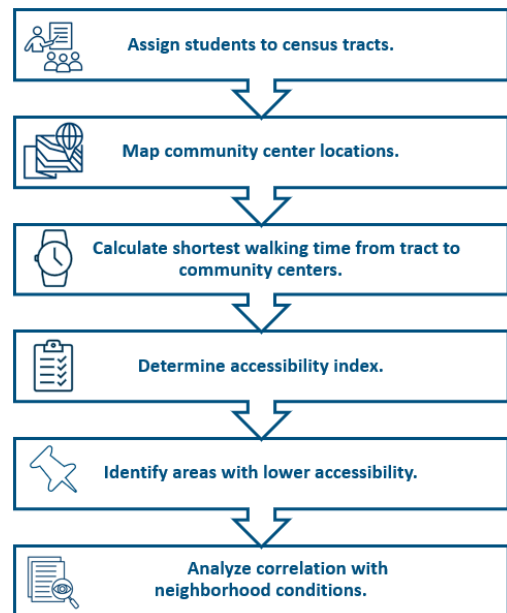 Assign students to census tracts.
Map community center locations.
Calculate shortest walking time from tract to
community centers.
Determine accessibility index.
Identify areas with lower accessibility.
Analyze correlation with
neighborhood conditions.